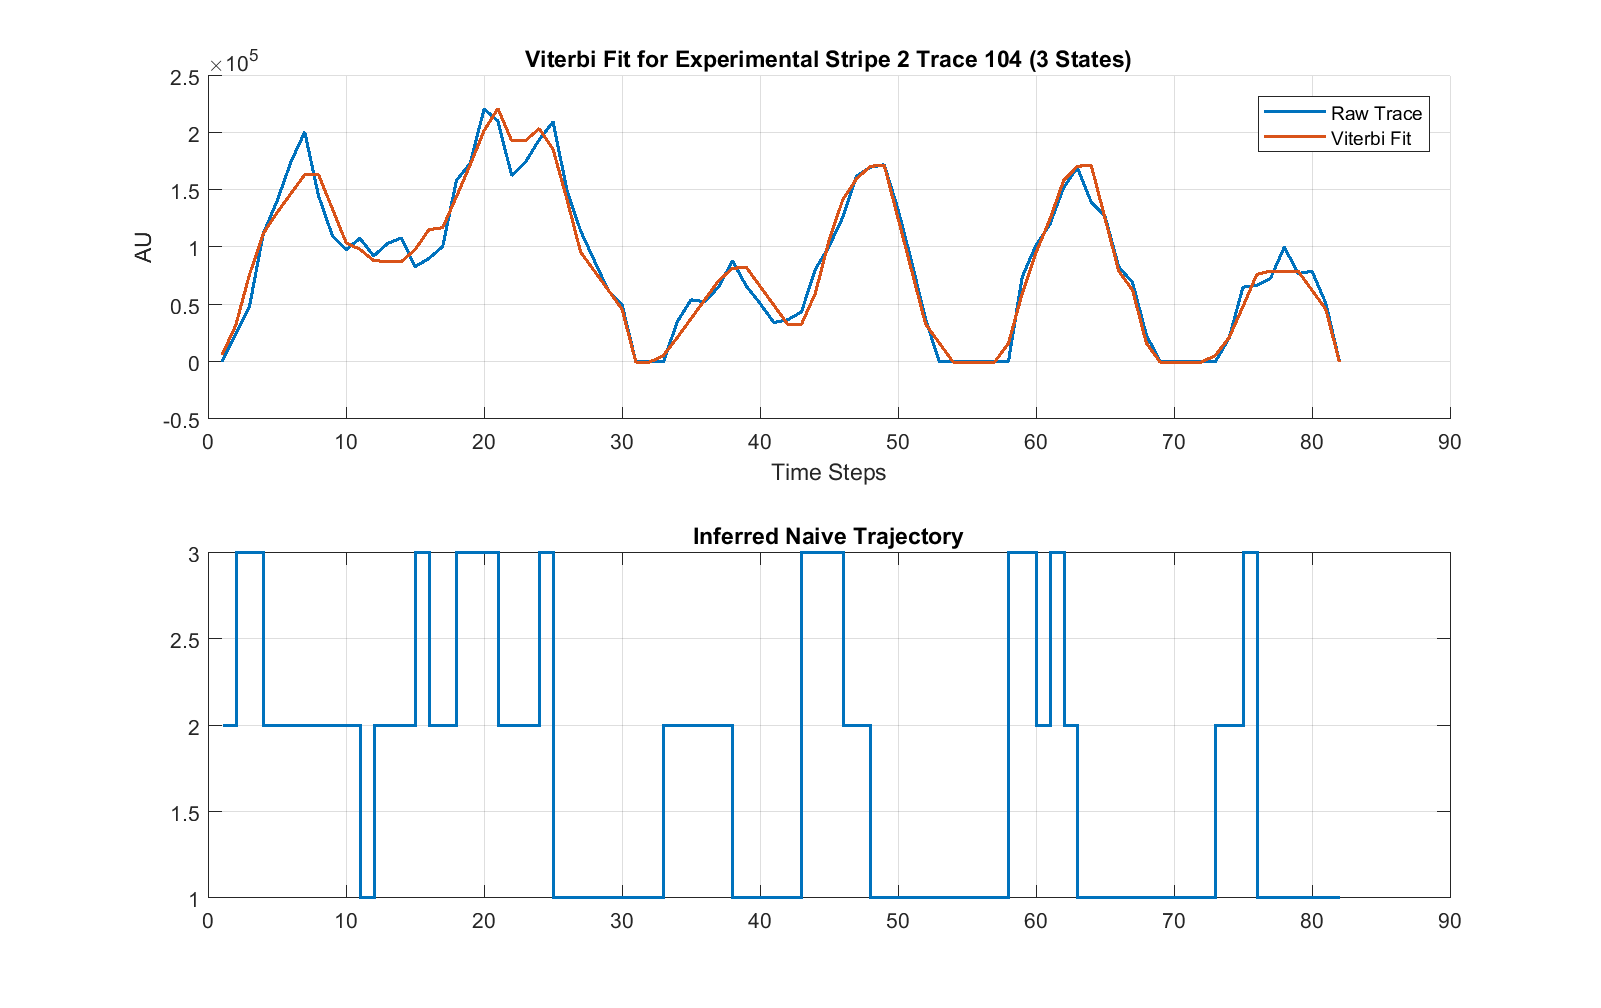 Viterbi Fit for Experimental Stripe 2 Trace 104 (3 States)
×10^5
2.5
2
1.5
1
0.5
0
-0.5
AU
Raw Trace
Viterbi Fit
0 10 20 30 40 50 60 70 80 90
Time Steps
Inferred Naive Trajectory
3
2.5
2
1.5
1
0 10 20 30 40 50 60 70 80 90